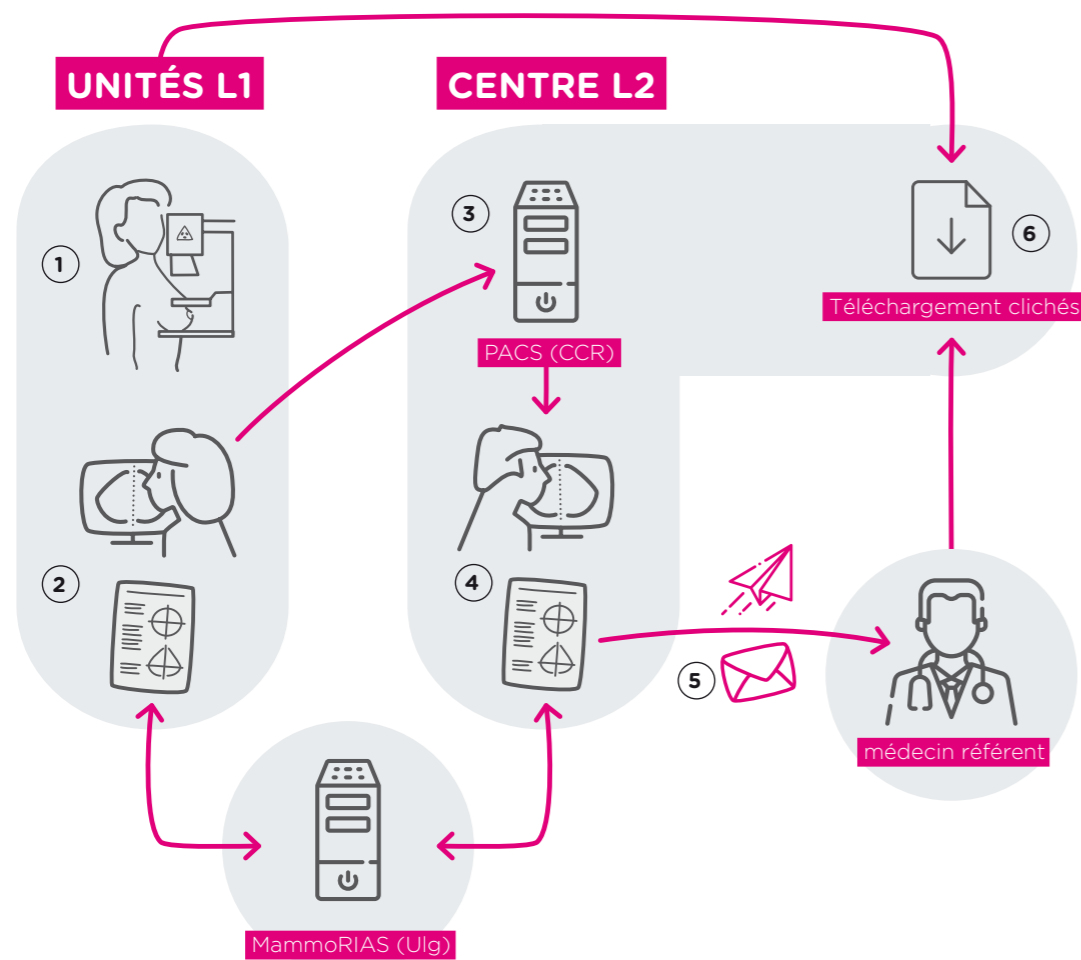 UNITÉS L1
CENTRE L2
1
2
3
PACS (CCR)
4
5
6
Téléchargement clichés
médecin référent
MammoRIAS (Ulg)